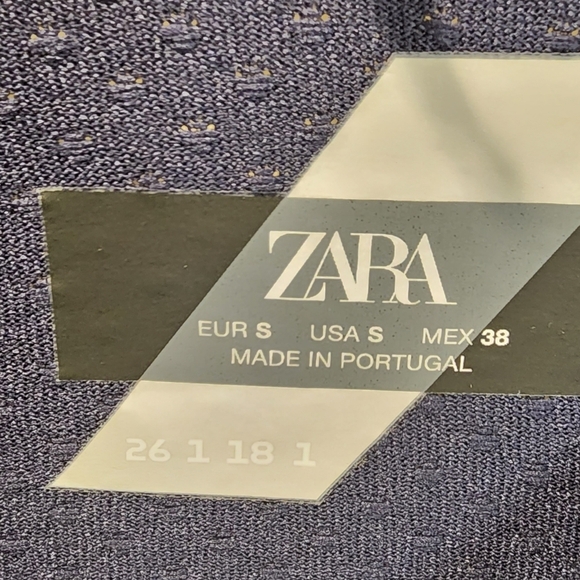 ZARA
EUR S USA S MEX 38
MADE IN PORTUGAL
26 1 18 1